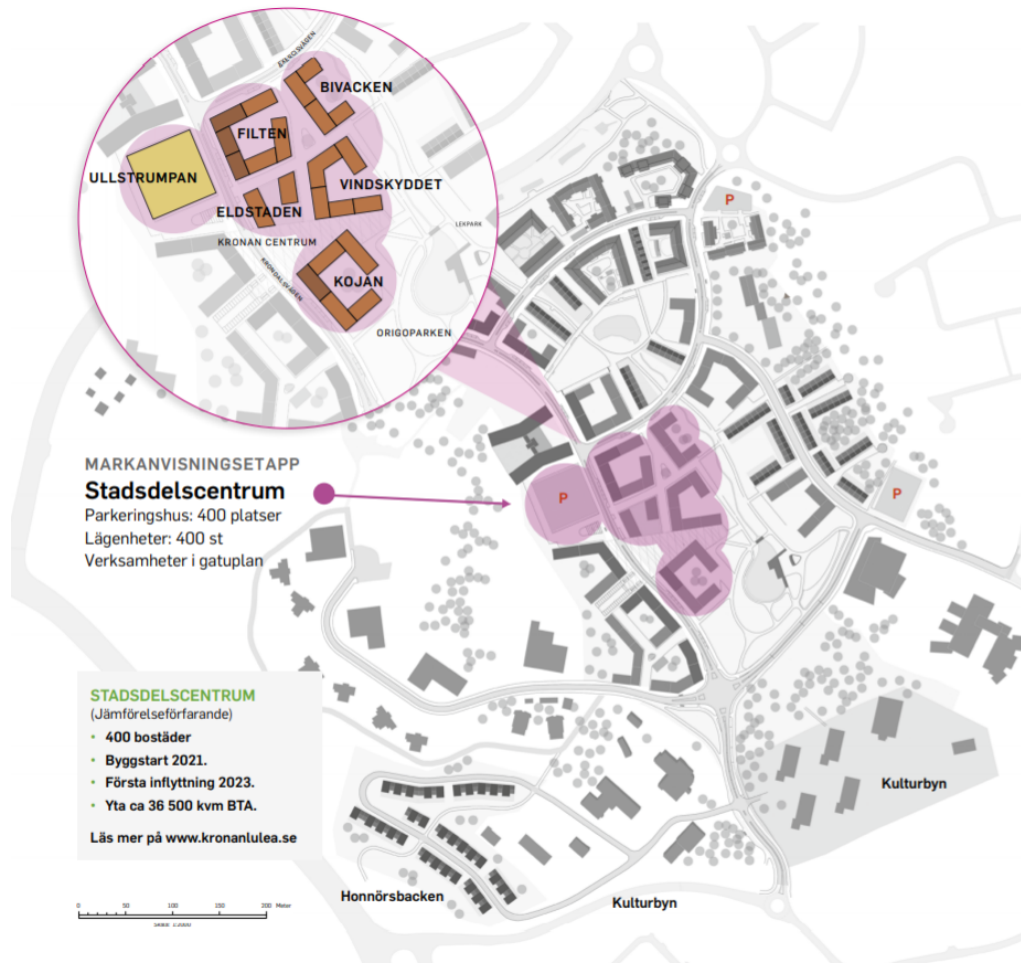 BIVACKEN
FILTEN
ULLSTRUMPAN
VINDSKYDDET
ELDSTADEN
LEKPARK
KRONAN CENTRUM
KRONDALSVÄGEN
KOJAN
ORIGOPARKEN
P
P
P
MARKANVISNINGSETAPP
Stadsdelscentrum
Parkeringshus: 400 platser
Lägenheter: 400 st
Verksamheter i gatuplan
STADSDELSCENTRUM
(Jämförelseförfarande)
• 400 bostäder
• Byggstart 2021.
• Första inflyttning 2023.
• Yta ca 36 500 kvm BTA.
Läs mer på www.kronanlulea.se
Kulturbyn
Honnörsbacken
Kulturbyn
0 50 100 150 200 Meter